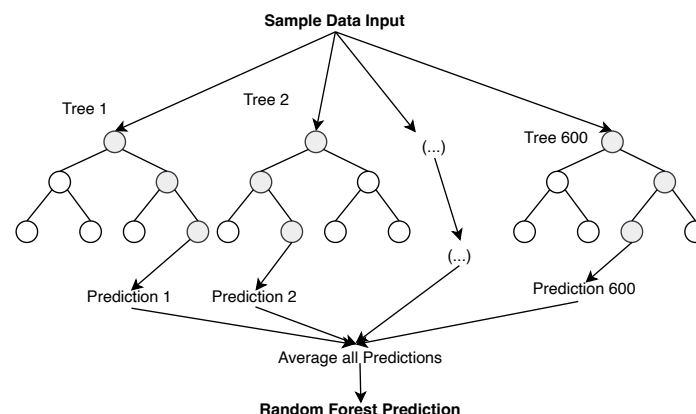 Sample Data Input
Tree 1
Tree 2
Tree 600
(...)
(...)
Prediction 1
Prediction 2
Prediction 600
Average all Predictions
Random Forest Prediction